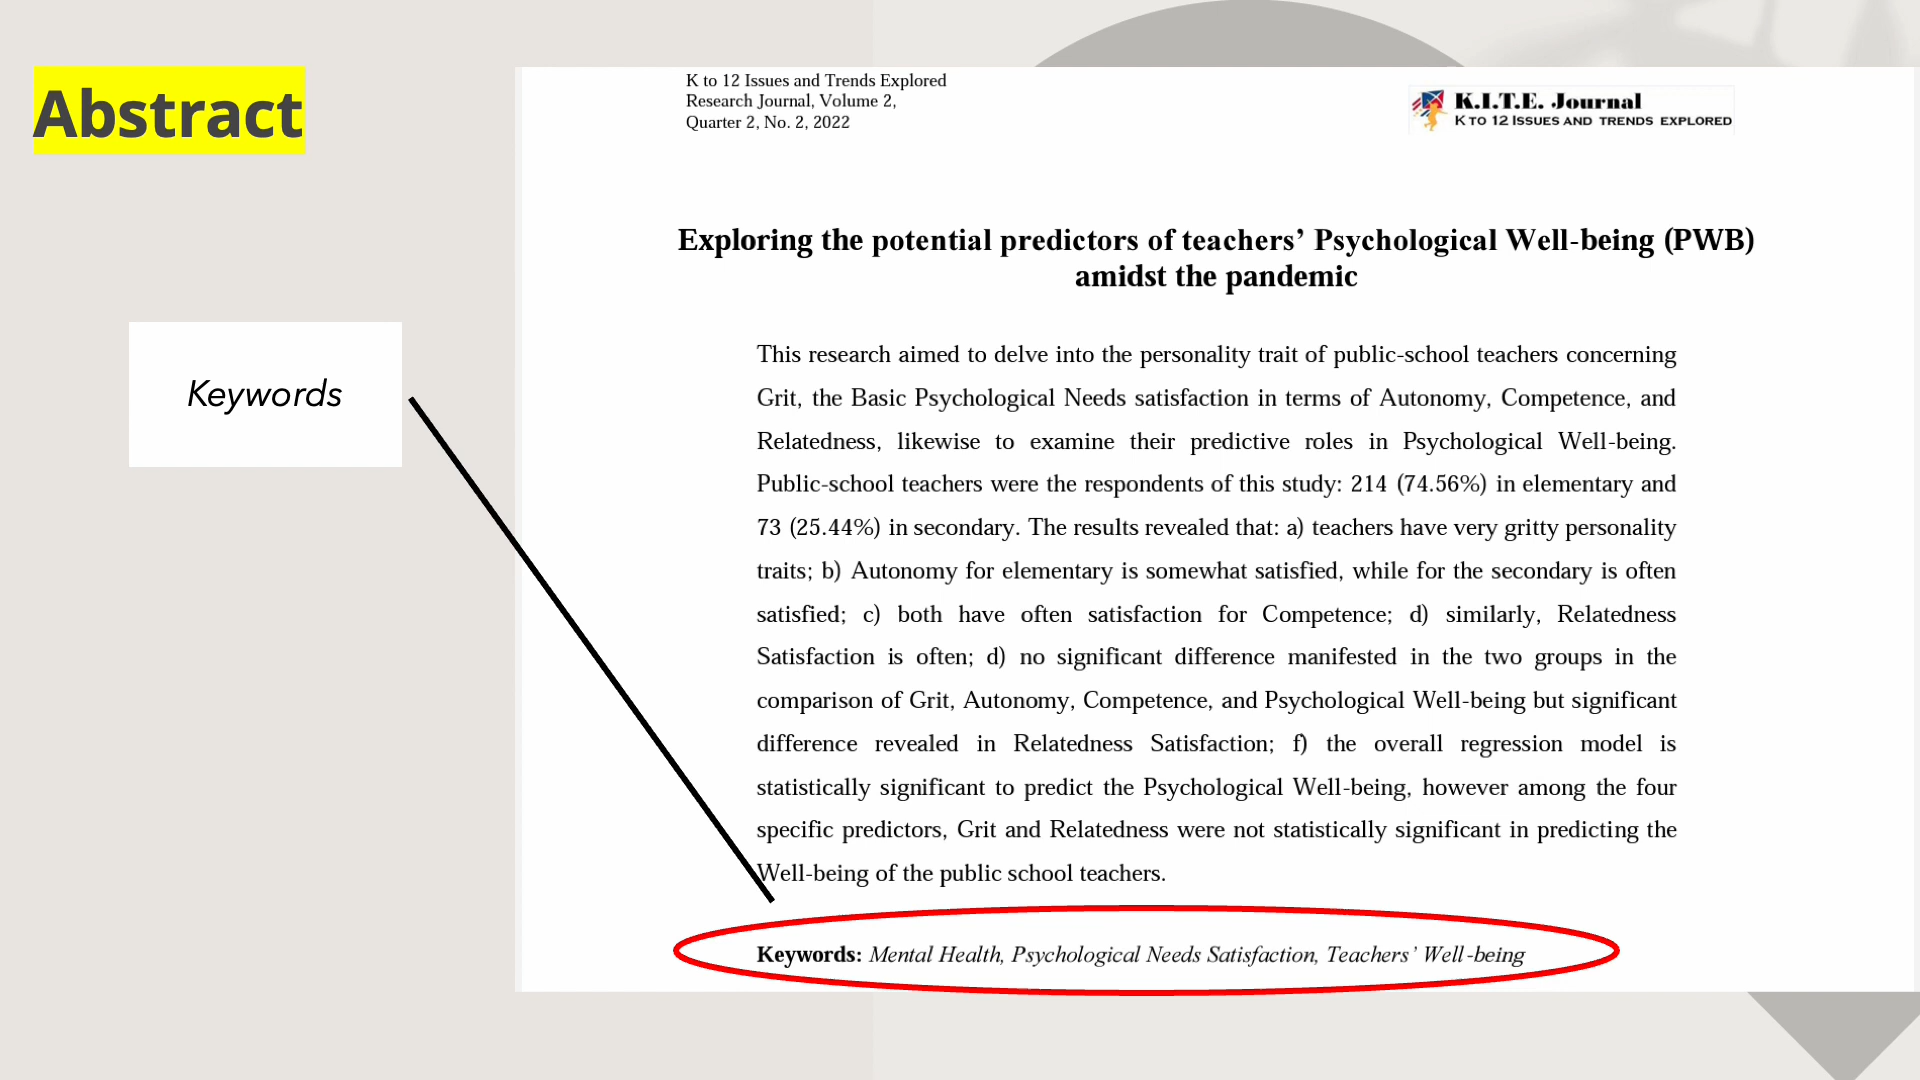 Abstract
Keywords
K to 12 Issues and Trends Explored
Research Journal, Volume 2,
Quarter 2, No. 2, 2022
K.I.T.E. Journal
K TO 12 ISSUES AND TRENDS EXPLORED
Exploring the potential predictors of teachers’ Psychological Well-being (PWB)
amidst the pandemic
This research aimed to delve into the personality trait of public-school teachers concerning
Grit, the Basic Psychological Needs satisfaction in terms of Autonomy, Competence, and
Relatedness, likewise to examine their predictive roles in Psychological Well-being.
Public-school teachers were the respondents of this study: 214 (74.56%) in elementary and
73 (25.44%) in secondary. The results revealed that: a) teachers have very gritty personality
traits; b) Autonomy for elementary is somewhat satisfied, while for the secondary is often
satisfied; c) both have often satisfaction for Competence; d) similarly, Relatedness
Satisfaction is often; d) no significant difference manifested in the two groups in the
comparison of Grit, Autonomy, Competence, and Psychological Well-being but significant
difference revealed in Relatedness Satisfaction; f) the overall regression model is
statistically significant to predict the Psychological Well-being, however among the four
specific predictors, Grit and Relatedness were not statistically significant in predicting the
Well-being of the public school teachers.
Keywords: Mental Health, Psychological Needs Satisfaction, Teachers’ Well-being